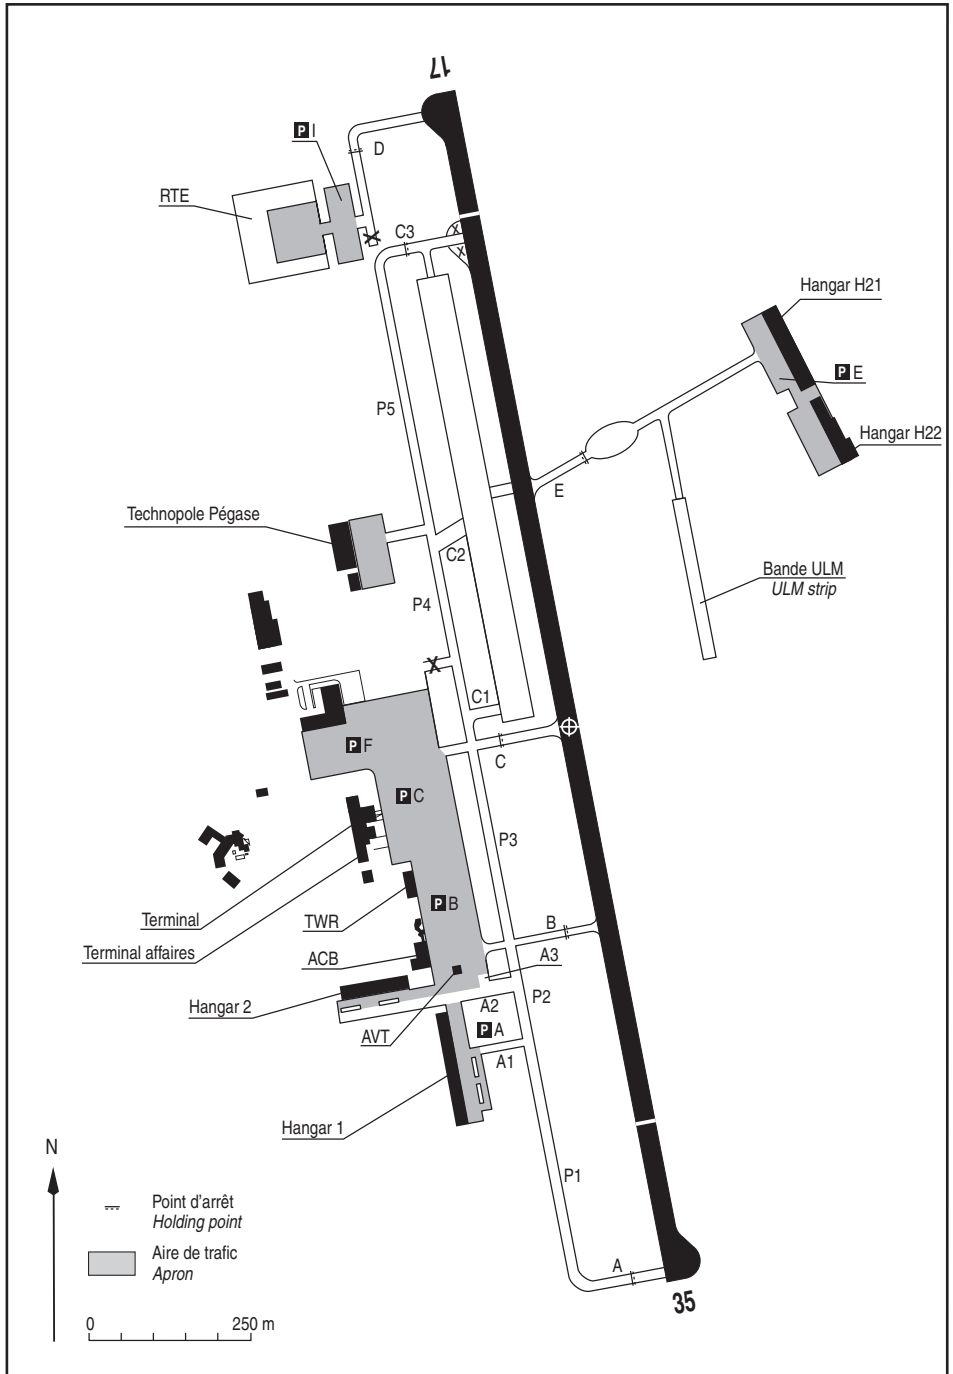 17
P I
D
RTE
C3
X
X
X
Hangar H21
P E
P5
Hangar H22
E
Technopole Pégase
C2
Bande ULM
ULM strip
P4
X
C1
P F
C
P C
P3
P B
B
Terminal
TWR
Terminal affaires
ACB
A3
P2
Hangar 2
A2
AVT
P A
A1
Hangar 1
N
P1
Point d'arrêt
Holding point
Aire de trafic
Apron
A
35
0 250 m